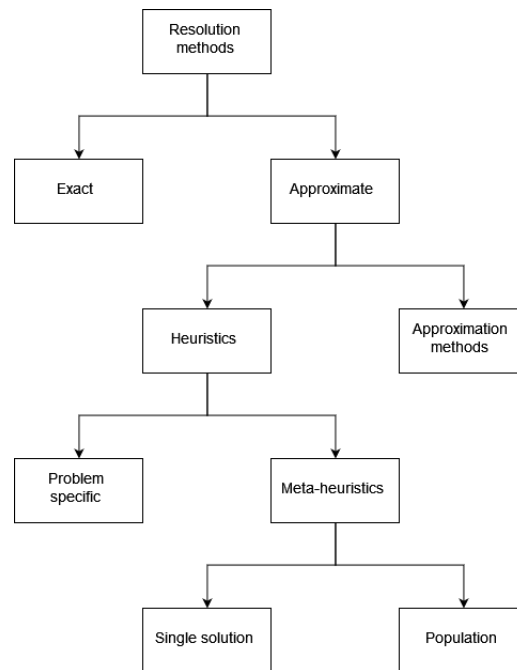 Resolution
methods
Exact
Approximate
Heuristics
Approximation
methods
Problem
specific
Meta-heuristics
Single solution
Population